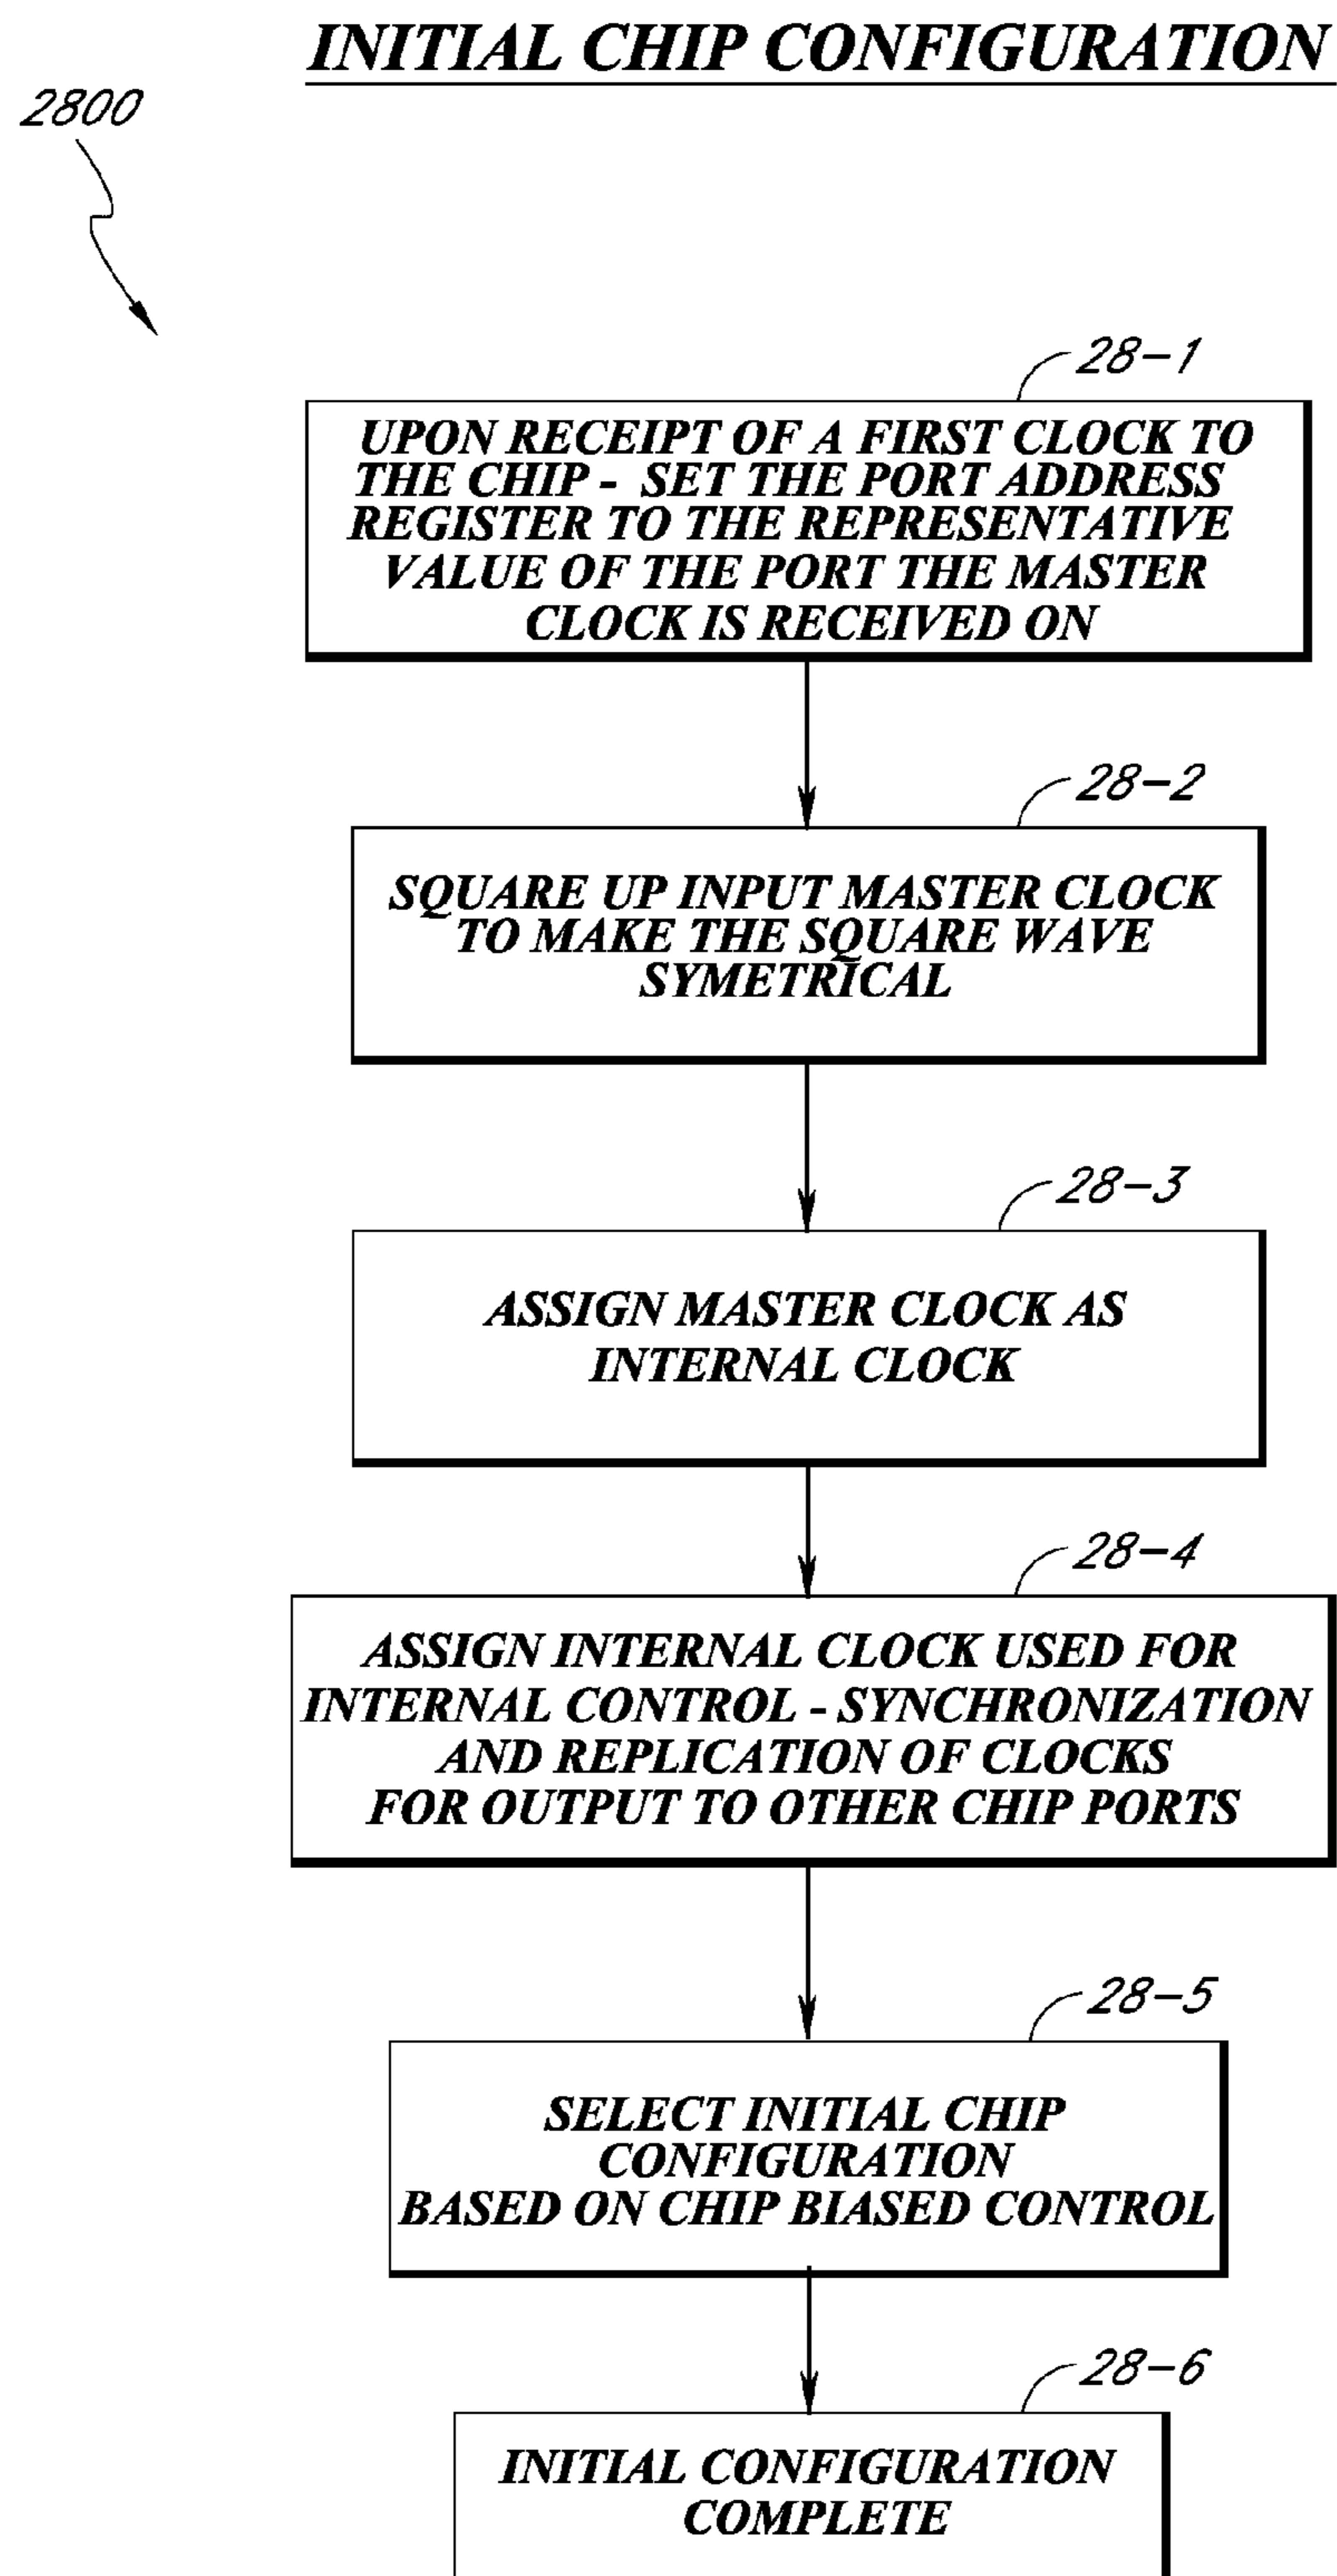 INITIAL CHIP CONFIGURATION
2800
28-1
UPON RECEIPT OF A FIRST CLOCK TO
THE CHIP - SET THE PORT ADDRESS
REGISTER TO THE REPRESENTATIVE
VALUE OF THE PORT THE MASTER
CLOCK IS RECEIVED ON
28-2
SQUARE UP INPUT MASTER CLOCK
TO MAKE THE SQUARE WAVE
SYMETRICAL
28-3
ASSIGN MASTER CLOCK AS
INTERNAL CLOCK
28-4
ASSIGN INTERNAL CLOCK USED FOR
INTERNAL CONTROL - SYNCHRONIZATION
AND REPLICATION OF CLOCKS
FOR OUTPUT TO OTHER CHIP PORTS
28-5
SELECT INITIAL CHIP
CONFIGURATION
BASED ON CHIP BIASED CONTROL
28-6
INITIAL CONFIGURATION
COMPLETE